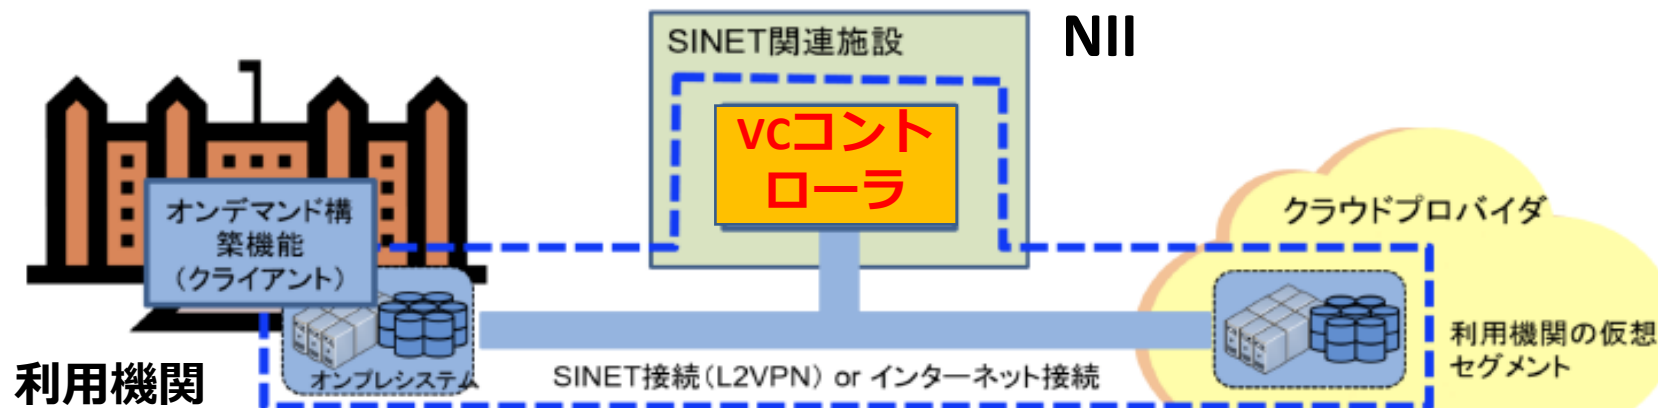 SINET関連施設
NII
VCコント
ローラ
オンデマンド構
築機能
(クライアント)
クラウドプロバイダ
利用機関
オンプレシステム
SINET接続(L2VPN) or インターネット接続
利用機関の仮想
セグメント